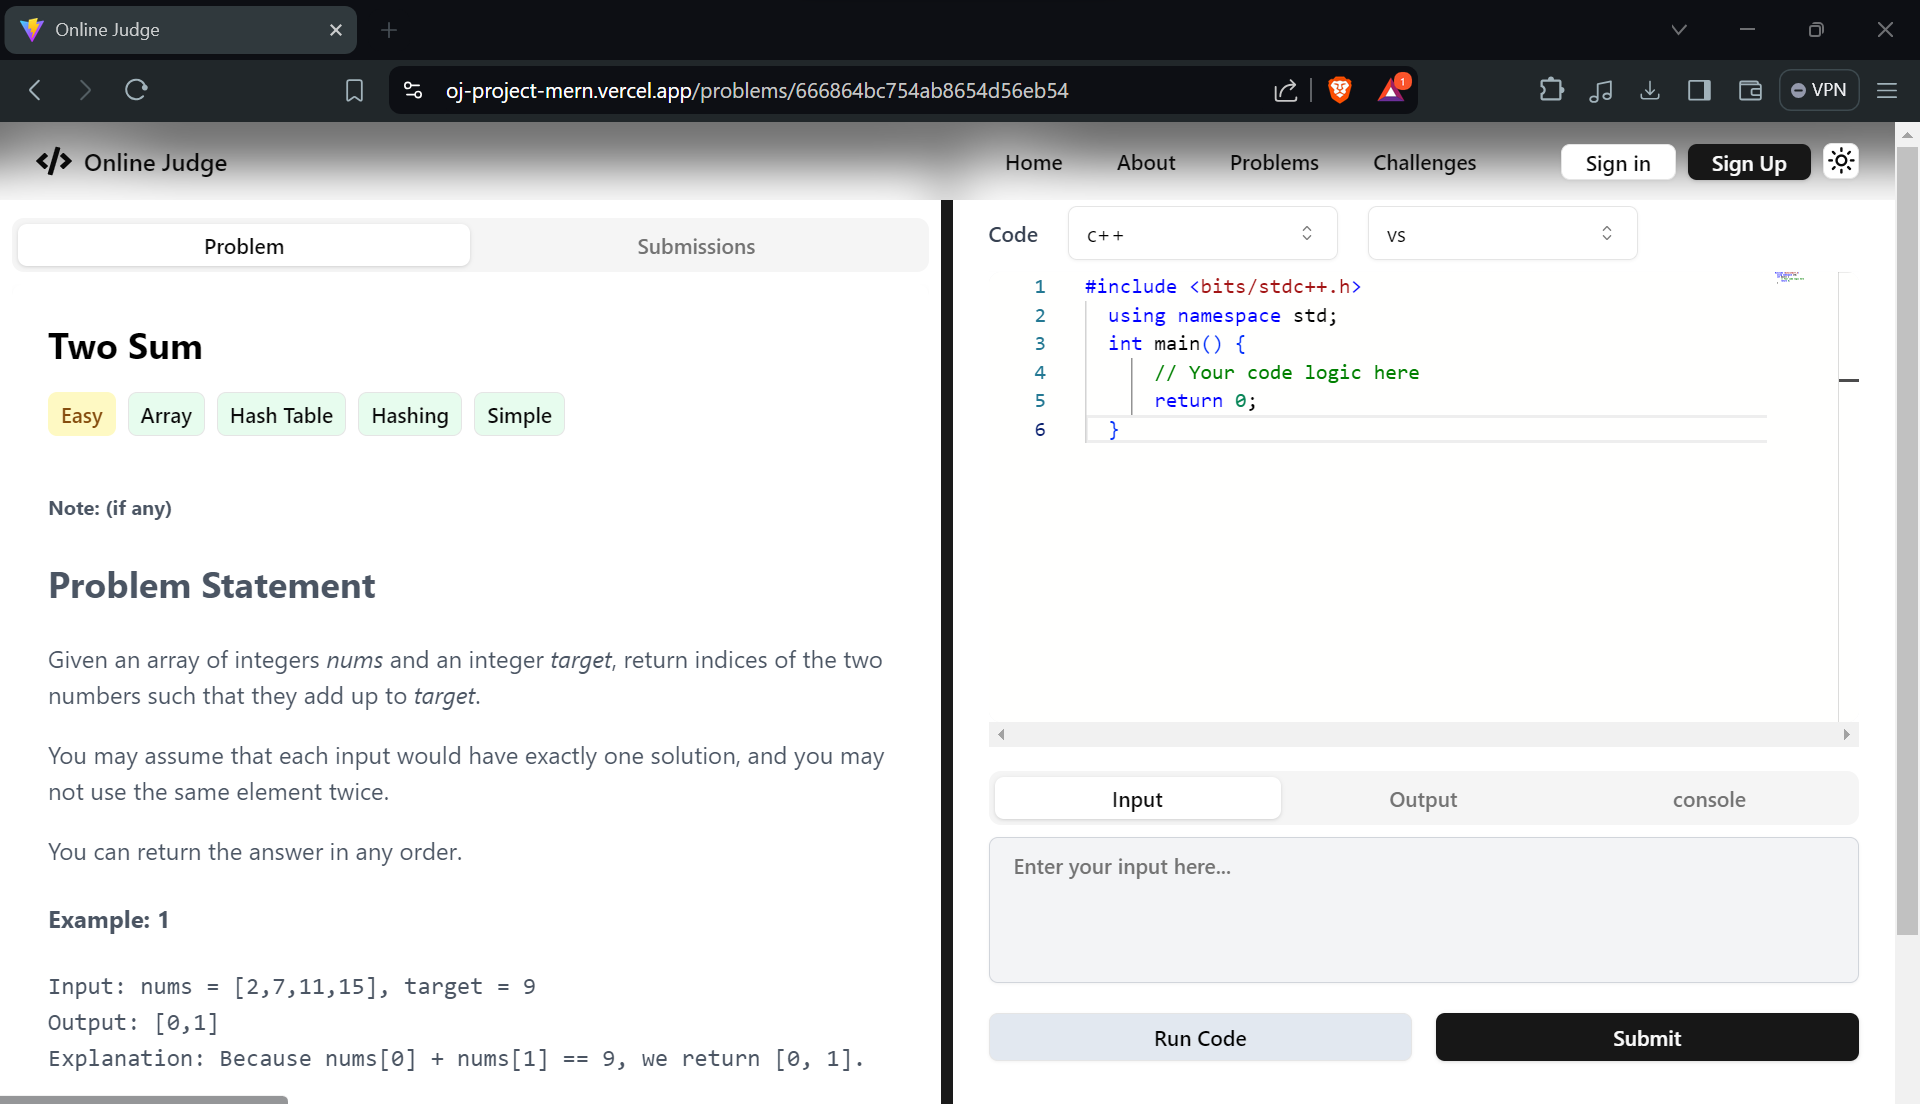 Online Judge
oj-project-mern.vercel.app/problems/666864bc754ab8654d56eb54
1
VPN
</> Online Judge
Home
About
Problems
Challenges
Sign in
Sign Up
Problem
Submissions
Two Sum
Easy
Array
Hash Table
Hashing
Simple
Note: (if any)
Problem Statement
Given an array of integers nums and an integer target, return indices of the two
numbers such that they add up to target.
You may assume that each input would have exactly one solution, and you may
not use the same element twice.
You can return the answer in any order.
Example: 1
Input: nums = [2,7,11,15], target = 9
Output: [0,1]
Explanation: Because nums[0] + nums[1] == 9, we return [0, 1].
Code
c++
vs
1 #include <bits/stdc++.h>
2 using namespace std;
3 int main() {
4 // Your code logic here
5 return 0;
6 }
Input
Output
console
Enter your input here...
Run Code
Submit